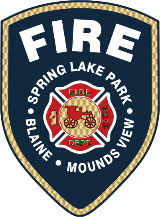 FIRE
SPRING LAKE PARK
• BLAINE • MOUNDS VIEW •
FIRE
DEPT